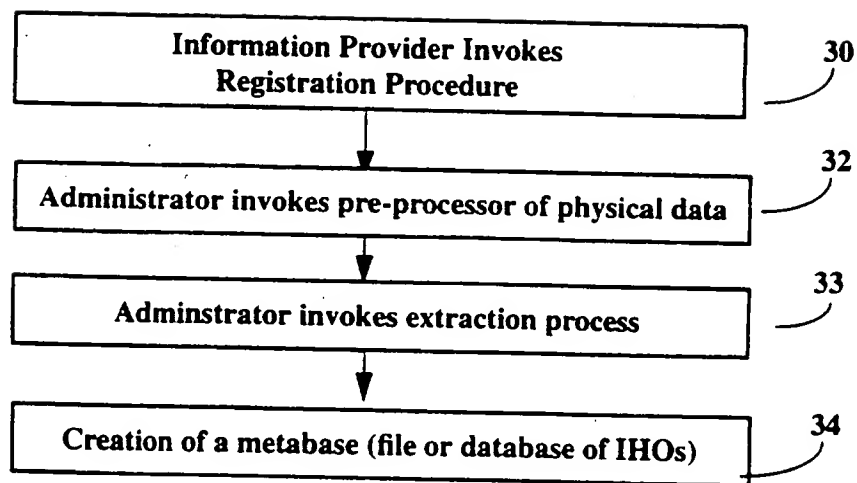 Information Provider Invokes
Registration Procedure
30
Administrator invokes pre-processor of physical data
32
Adminstrator invokes extraction process
33
Creation of a metabase (file or database of IHOs)
34